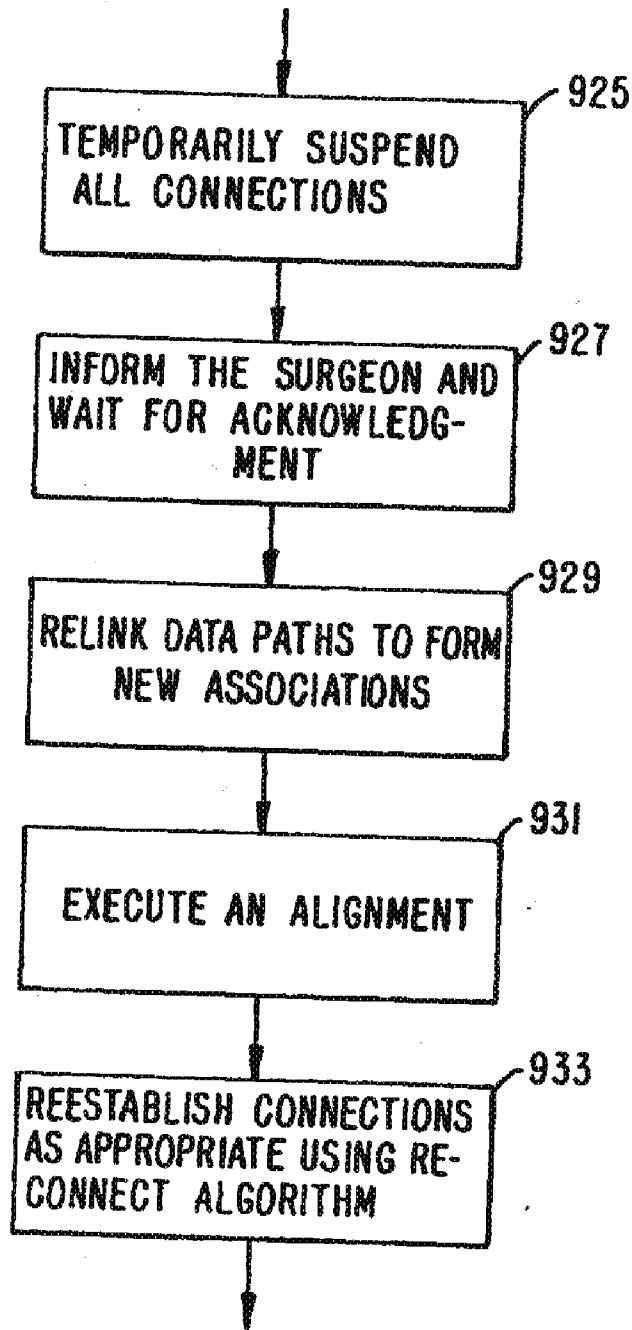 925
TEMPORARILY SUSPEND
ALL CONNECTIONS
927
INFORM THE SURGEON AND
WAIT FOR ACKNOWLEDG-
MENT
929
RELINK DATA PATHS TO FORM
NEW ASSOCIATIONS
931
EXECUTE AN ALIGNMENT
933
REESTABLISH CONNECTIONS
AS APPROPRIATE USING RE-
CONNECT ALGORITHM